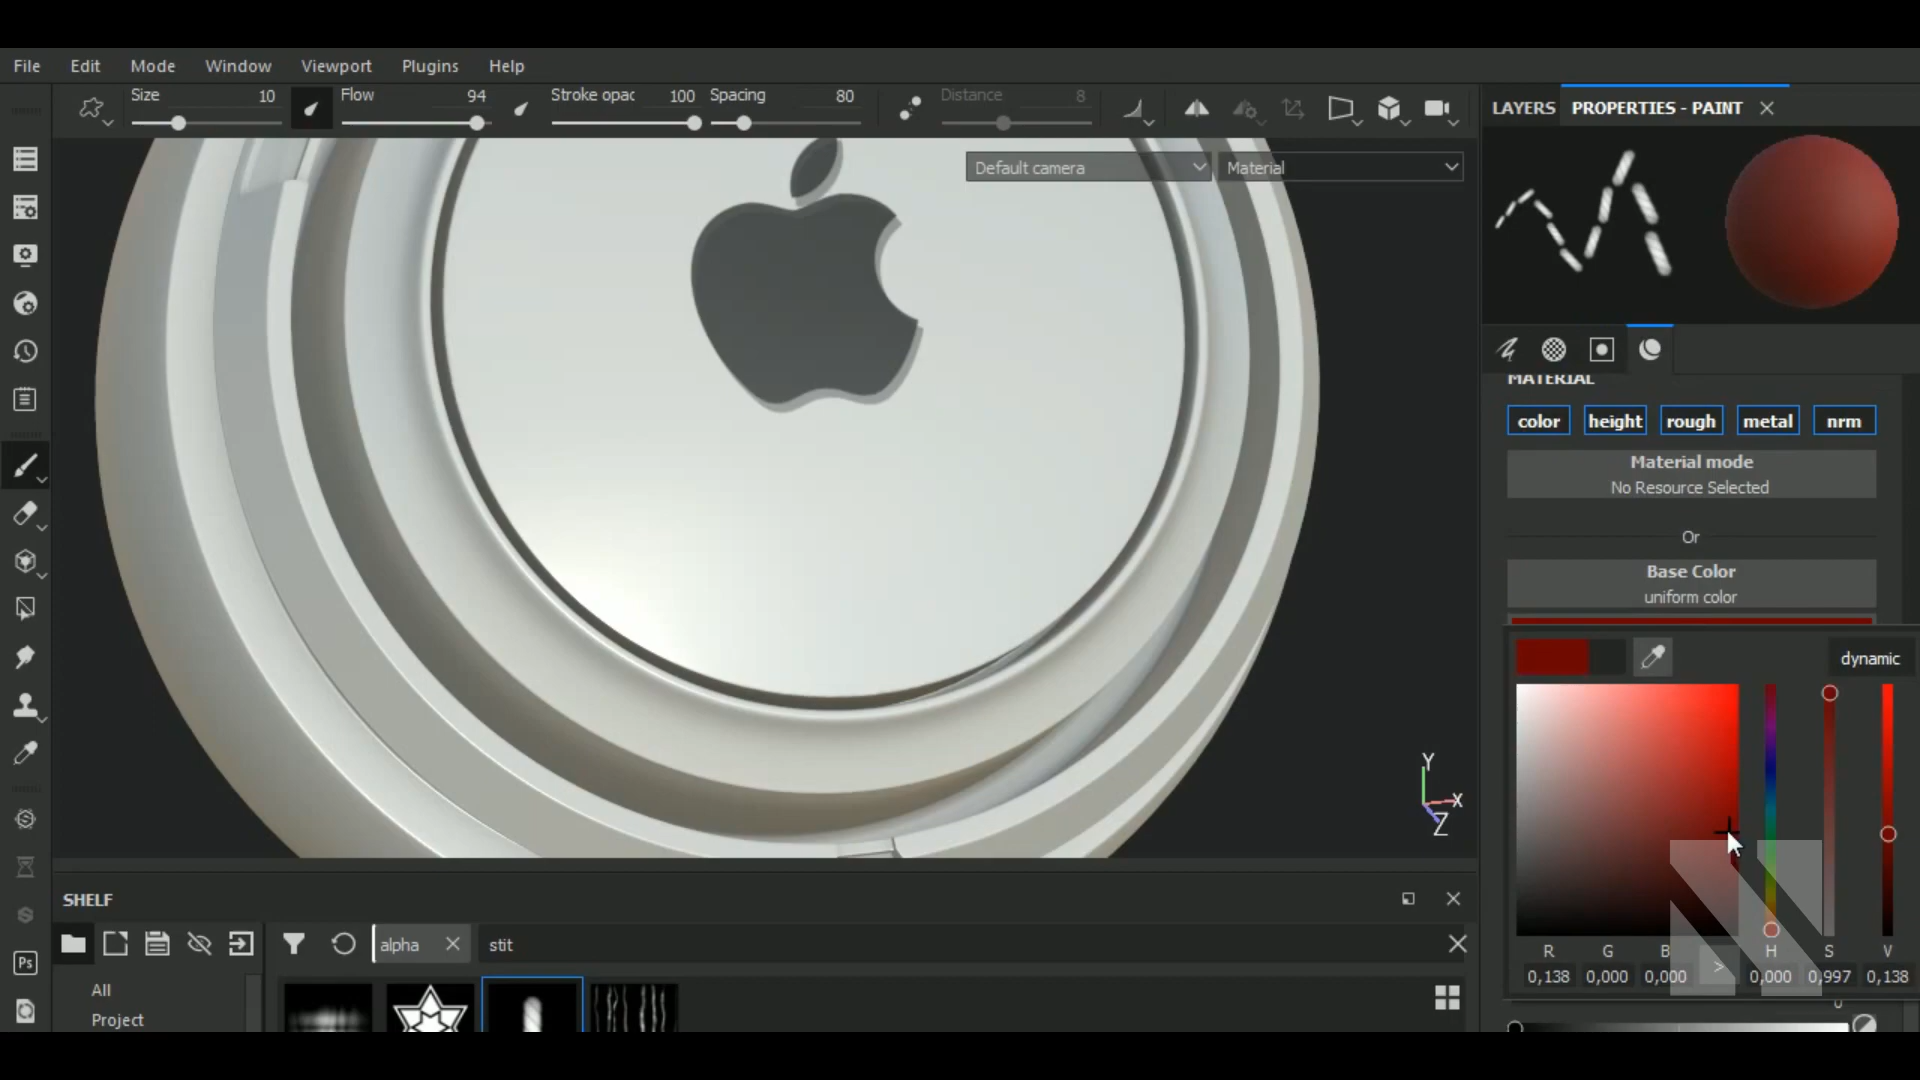 File Edit Mode Window Viewport Plugins Help
Size 10 Flow 94 Stroke opac 100 Spacing 80 Distance 8
LAYERS PROPERTIES - PAINT
Default camera Material
MATERIAL
color height rough metal nrm
Material mode
No Resource Selected
Or
Base Color
uniform color
dynamic
Y
X
Z
R G B > H S V
0,138 0,000 0,000 0,000 0,997 0,138
0
SHELF
alpha stit
Ps
All
Project